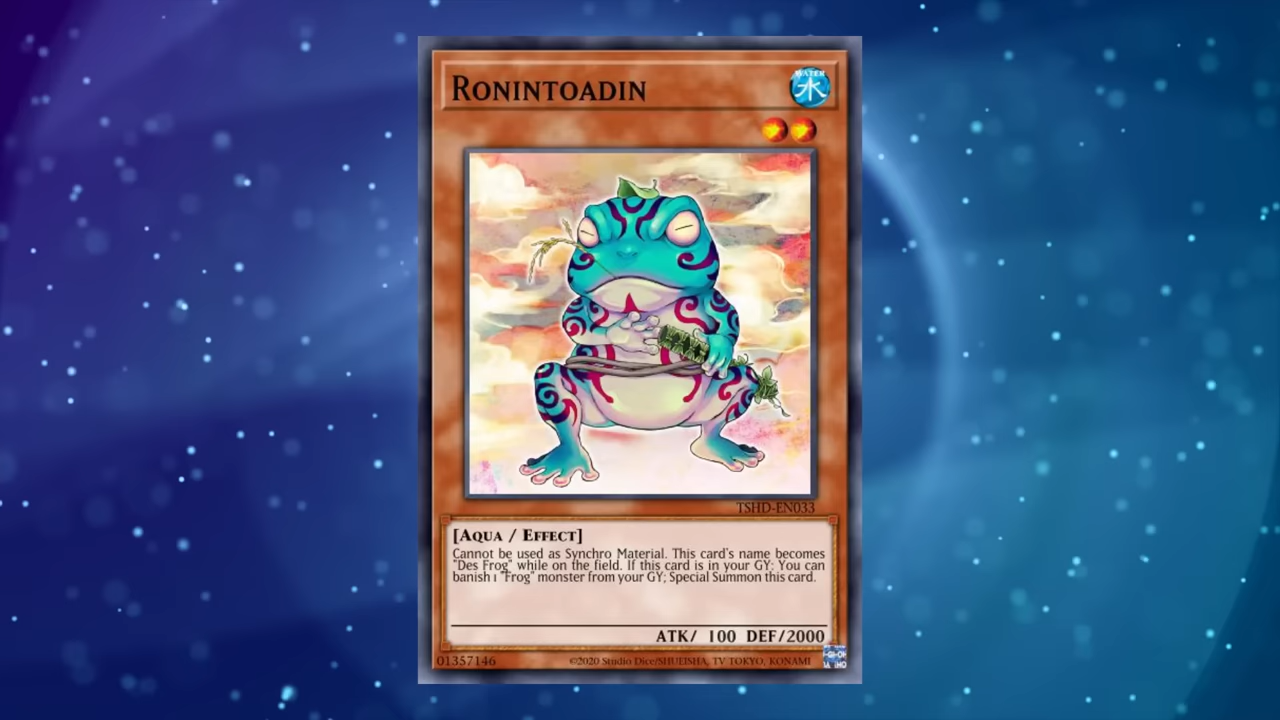 RONINTOADIN
WATER
水
TSHD-EN033
[AQUA / EFFECT]
Cannot be used as Synchro Material. This card's name becomes
"Des Frog" while on the field. If this card is in your GY: You can
banish 1 "Frog" monster from your GY; Special Summon this card.
ATK/ 100 DEF/2000
01357146
©2020 Studio Dice/SHUEISHA, TV TOKYO, KONAMI